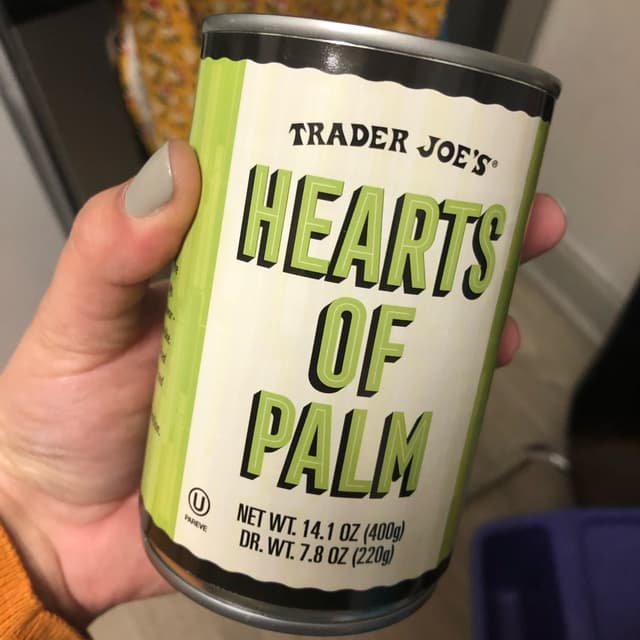 TRADER JOE'S®
HEARTS
OF
PALM
U
PAREVE
NET WT. 14.1 OZ (400g)
DR. WT. 7.8 OZ (220g)